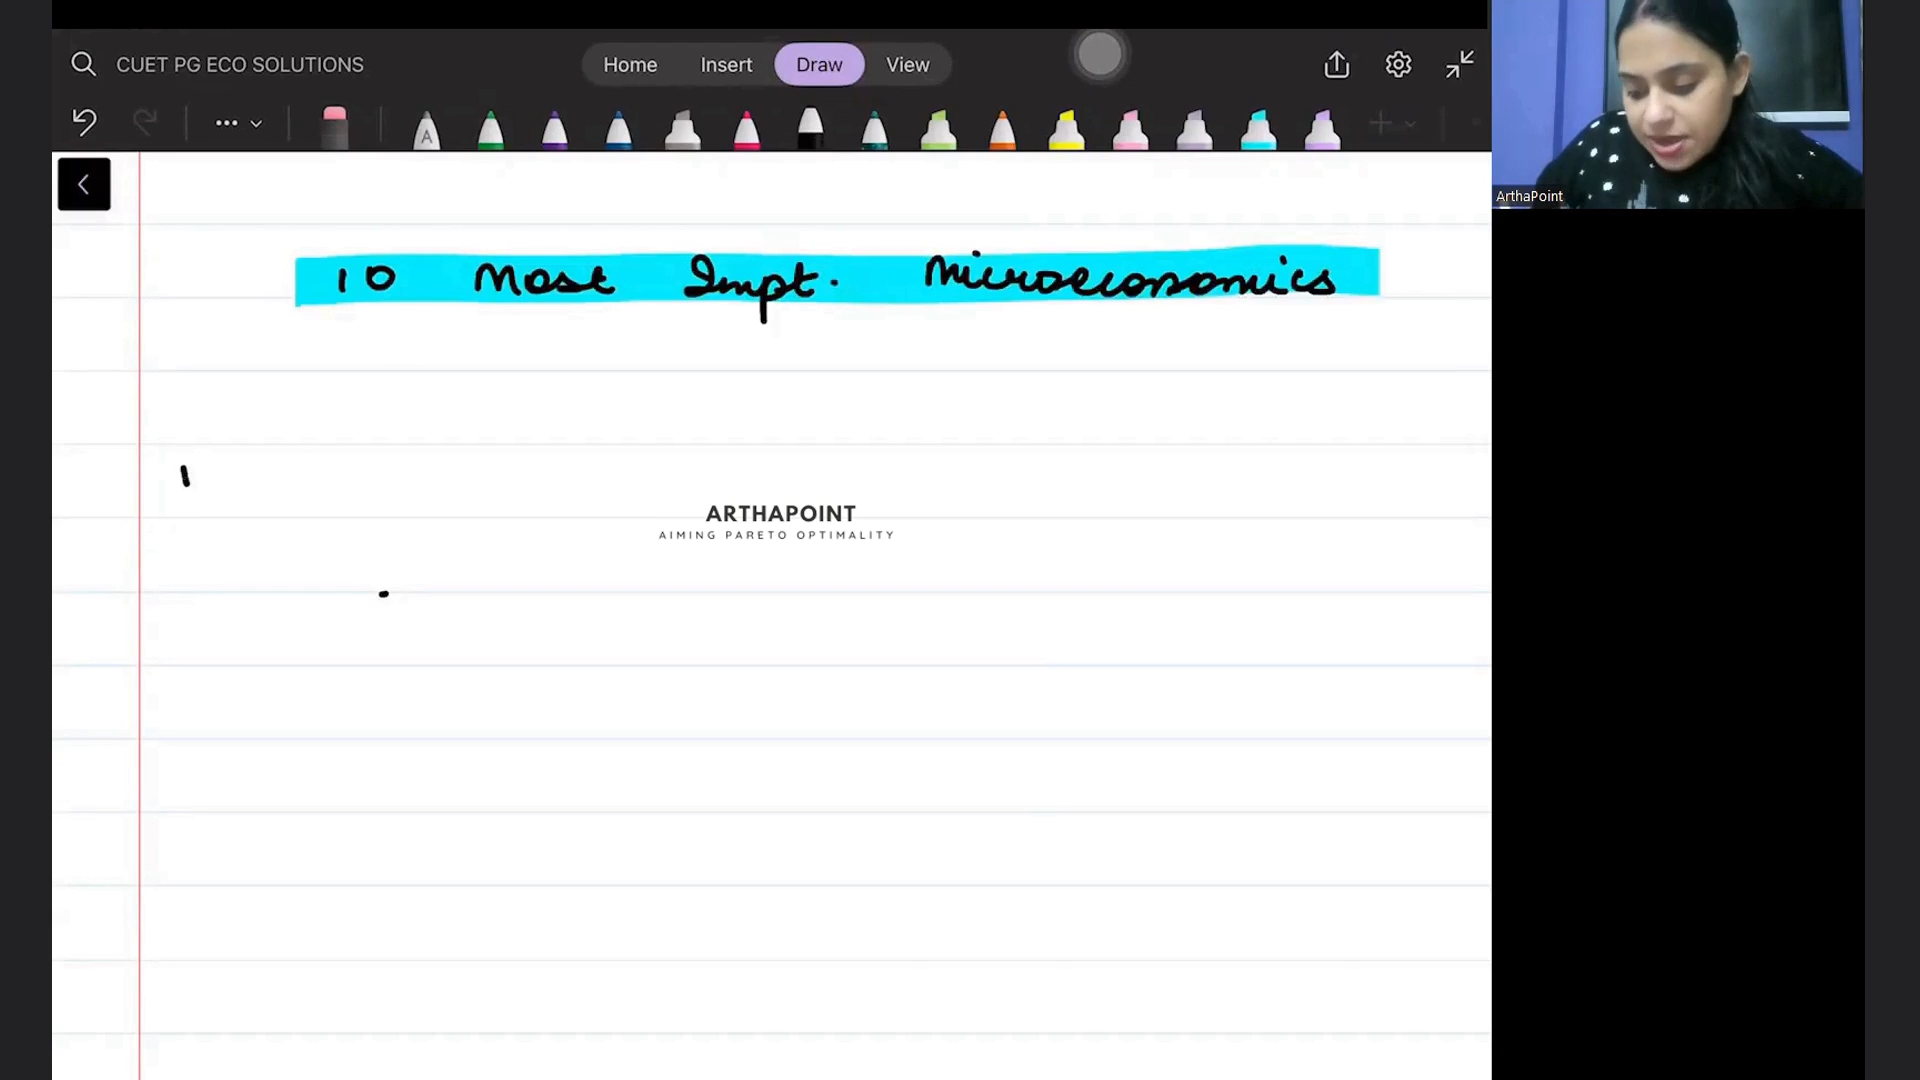 CUET PG ECO SOLUTIONS
Home Insert Draw View
A
ArthaPoint
10 Most Impt. Microeconomics
ARTHAPOINT
AIMING PARETO OPTIMALITY